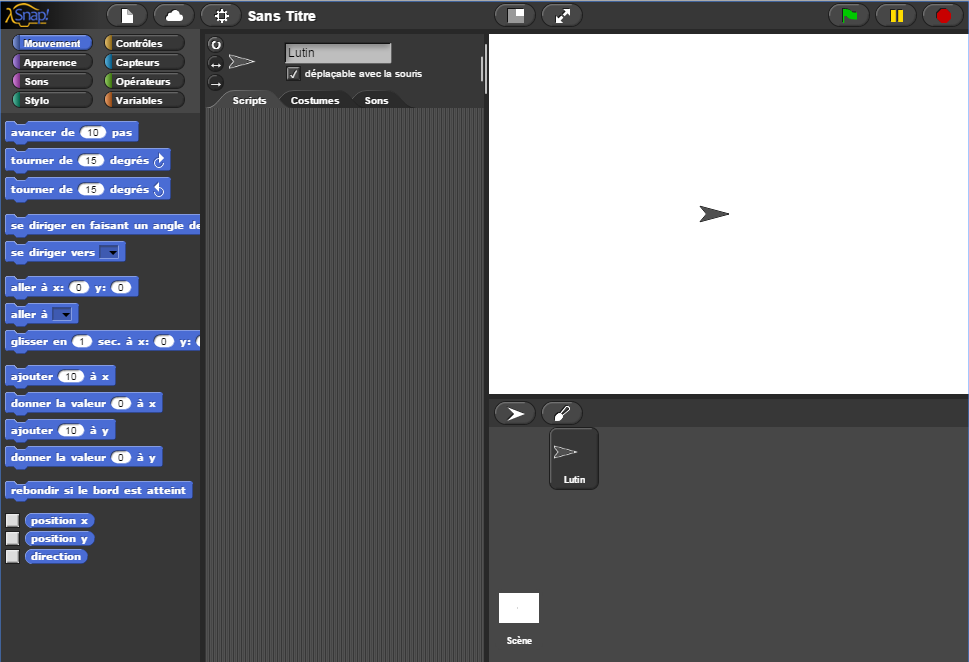 Snap!
Sans Titre
Mouvement
Contrôles
Apparence
Capteurs
Sons
Opérateurs
Stylo
Variables
Lutin
déplaçable avec la souris
Scripts
Costumes
Sons
avancer de 10 pas
tourner de 15 degrés
tourner de 15 degrés
se diriger en faisant un angle de
se diriger vers
aller à x: 0 y: 0
aller à
glisser en 1 sec. à x: 0 y:
ajouter 10 à x
donner la valeur 0 à x
ajouter 10 à y
donner la valeur 0 à y
rebondir si le bord est atteint
position x
position y
direction
Lutin
Scène